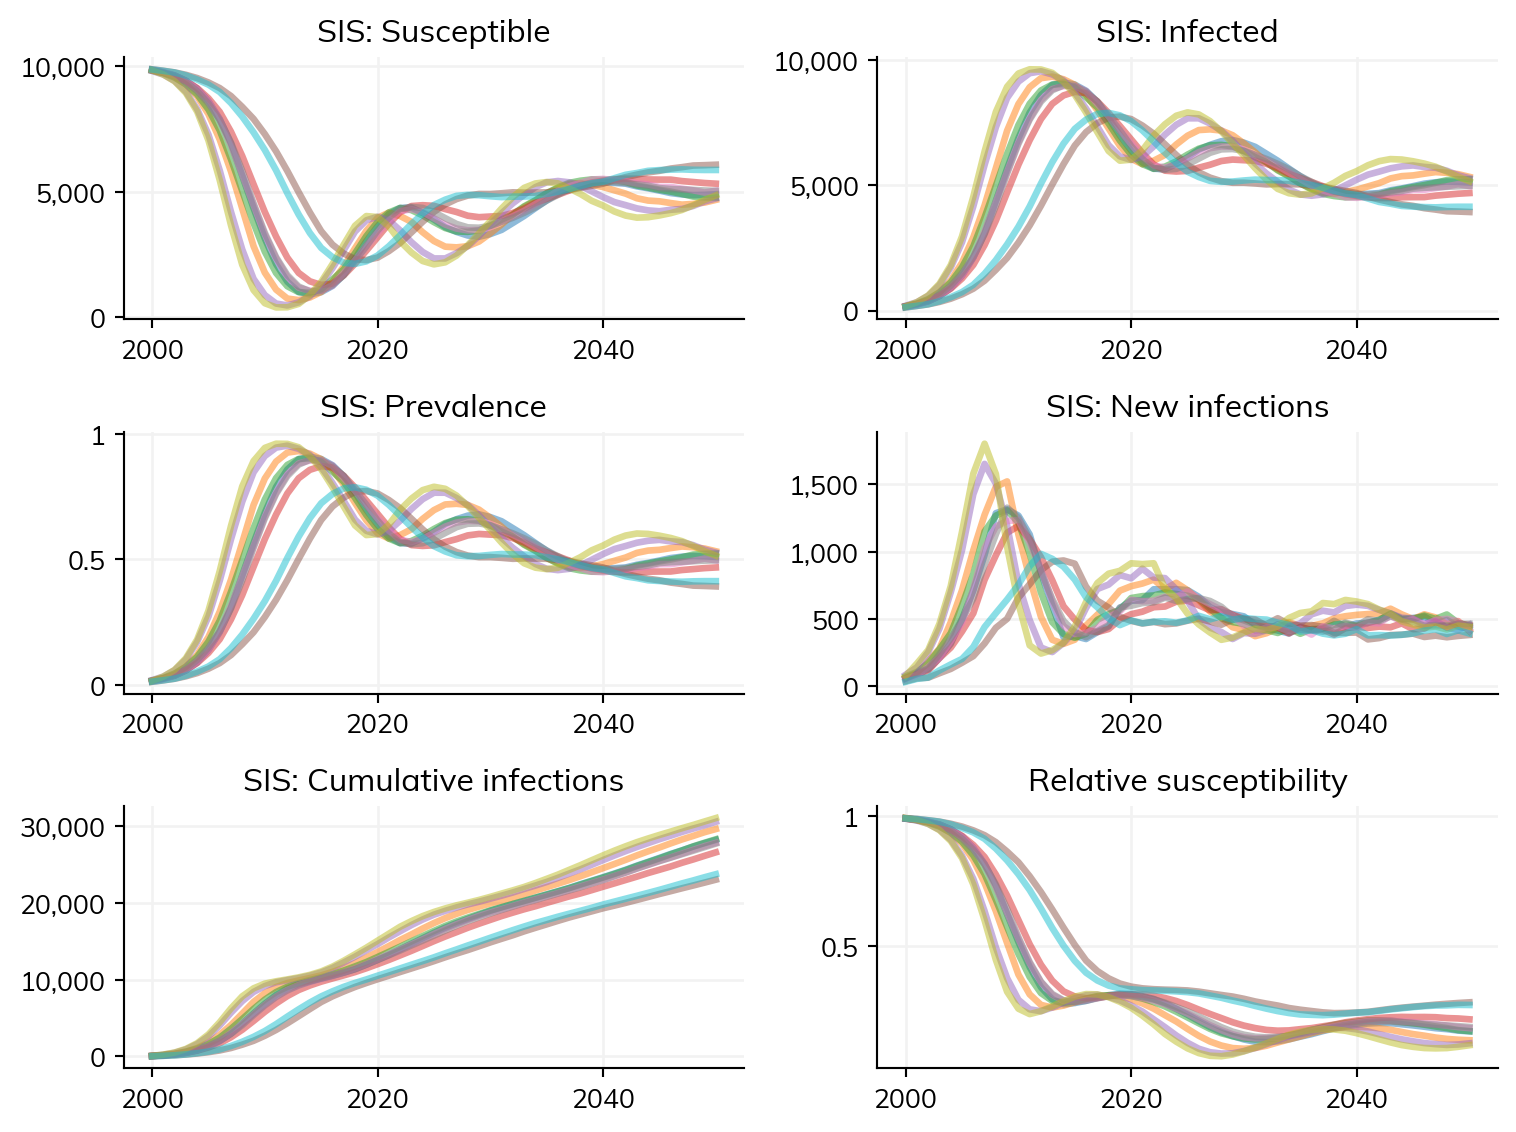 SIS: Susceptible
10,000
5,000
0
2000 2020 2040
SIS: Infected
10,000
5,000
0
2000 2020 2040
SIS: Prevalence
1
0.5
0
2000 2020 2040
SIS: New infections
1,500
1,000
500
0
2000 2020 2040
SIS: Cumulative infections
30,000
20,000
10,000
0
2000 2020 2040
Relative susceptibility
1
0.5
2000 2020 2040